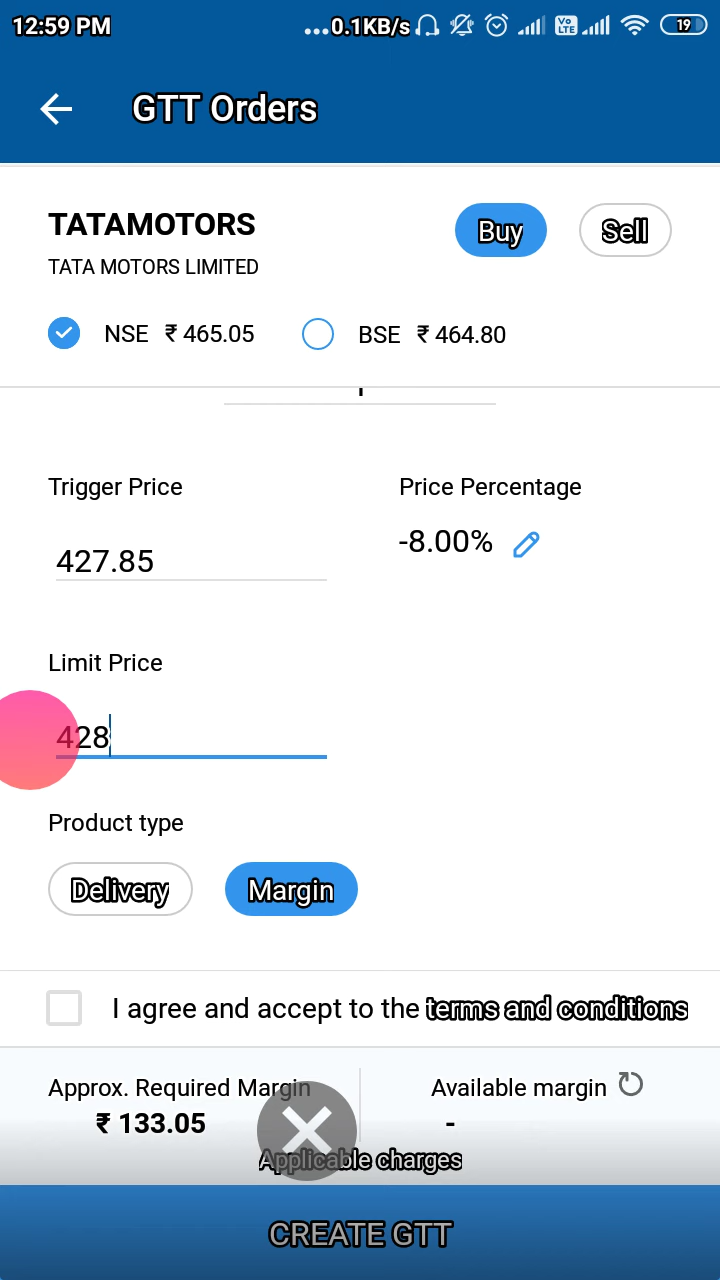 12:59 PM ...0.1KB/s Vo LTE 19
GTT Orders
TATAMOTORS Buy Sell
TATA MOTORS LIMITED
NSE ₹ 465.05 BSE ₹ 464.80
Trigger Price Price Percentage
427.85 -8.00%
Limit Price
428
Product type
Delivery Margin
I agree and accept to the terms and conditions
Approx. Required Margin Available margin
₹ 133.05 -
Applicable charges
CREATE GTT